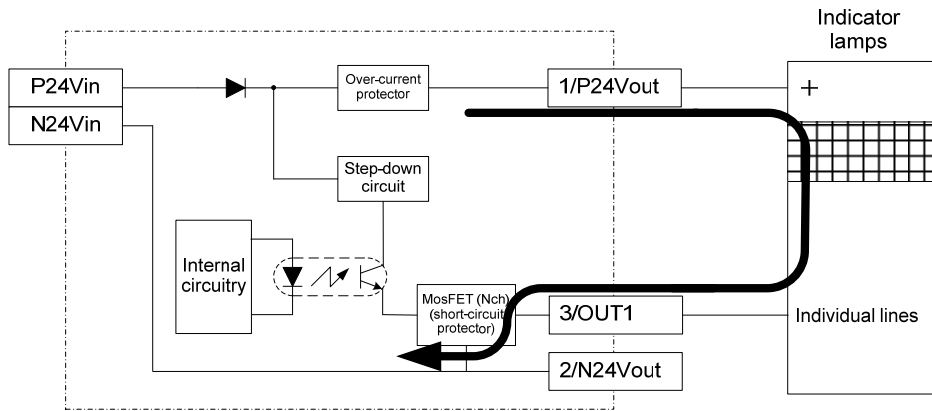 Indicator
lamps
P24Vin
Over-current
protector
1/P24Vout
+
N24Vin
Step-down
circuit
Internal
circuitry
MosFET (Nch)
(short-circuit
protector)
3/OUT1
Individual lines
2/N24Vout